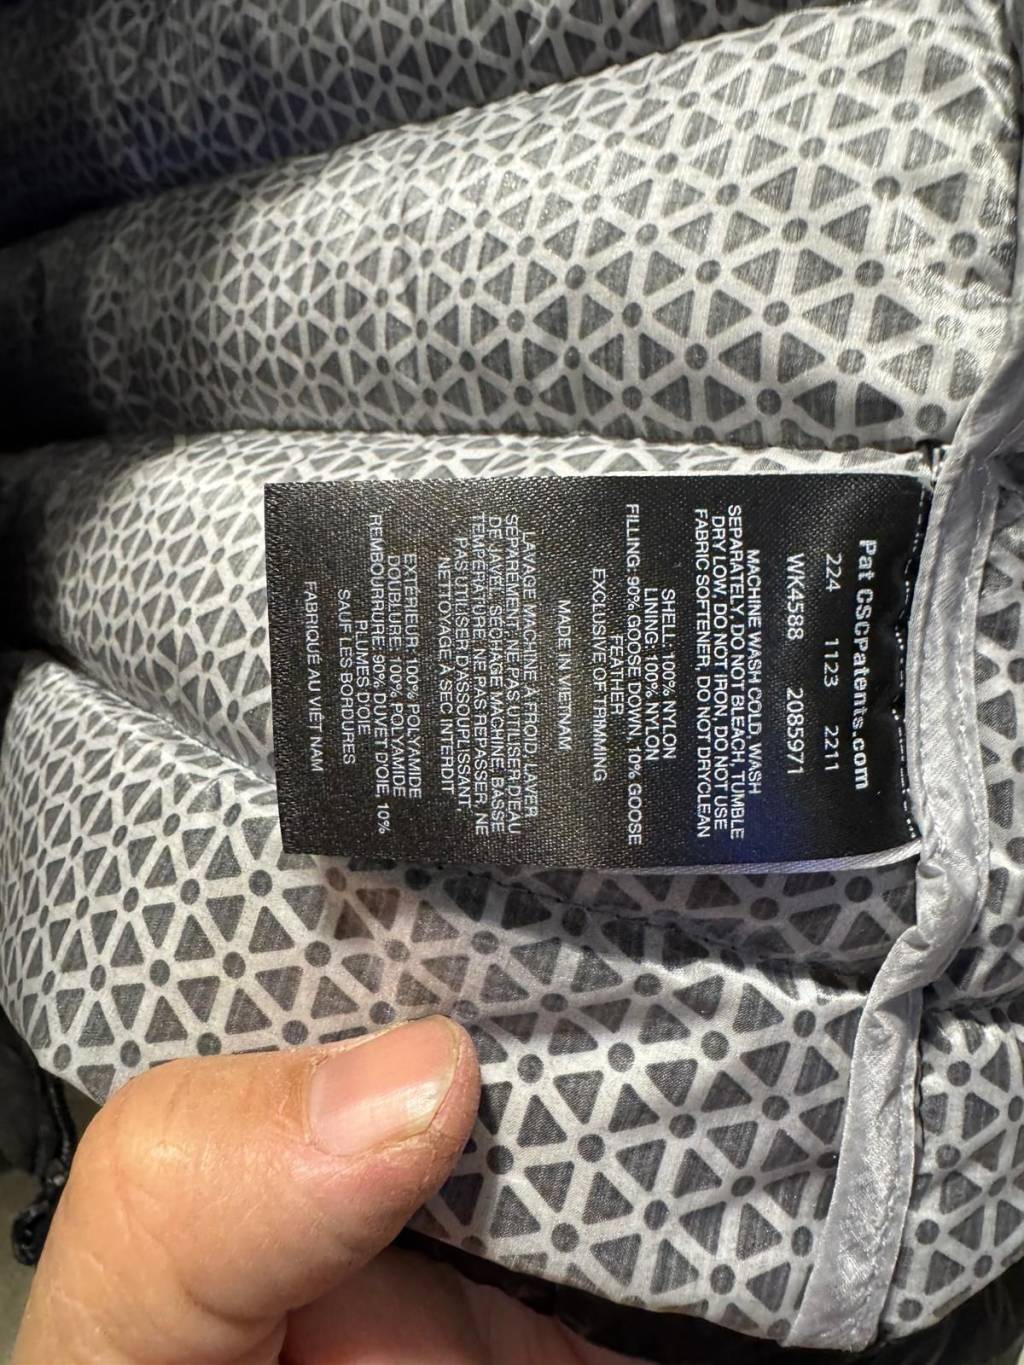 Pat CSCPatents.com
224 1123 2211
WK4588 2085971
MACHINE WASH COLD, WASH
SEPARATELY, DO NOT BLEACH, TUMBLE
DRY LOW, DO NOT IRON, DO NOT USE
FABRIC SOFTENER, DO NOT DRYCLEAN
SHELL: 100% NYLON
LINING: 100% NYLON
FILLING: 90% GOOSE DOWN, 10% GOOSE
FEATHER
EXCLUSIVE OF TRIMMING
MADE IN VIETNAM
LAVAGE MACHINE À FROID, LAVER
SEPAREMENT, NE PAS UTILISER D'EAU
DE JAVEL, SÉCHAGE MACHINE, BASSE
TEMPERATURE, NE PAS REPASSER, NE
PAS UTILISER D'ASSOUPLISSANT,
NETTOYAGE À SEC INTERDIT
EXTERIEUR: 100% POLYAMIDE
DOUBLURE: 100% POLYAMIDE
REMBOURRURE: 90% DUVET D'OIE, 10%
PLUMES D'OIE
SAUF LES BORDURES
FABRIQUÉ AU VIET NAM